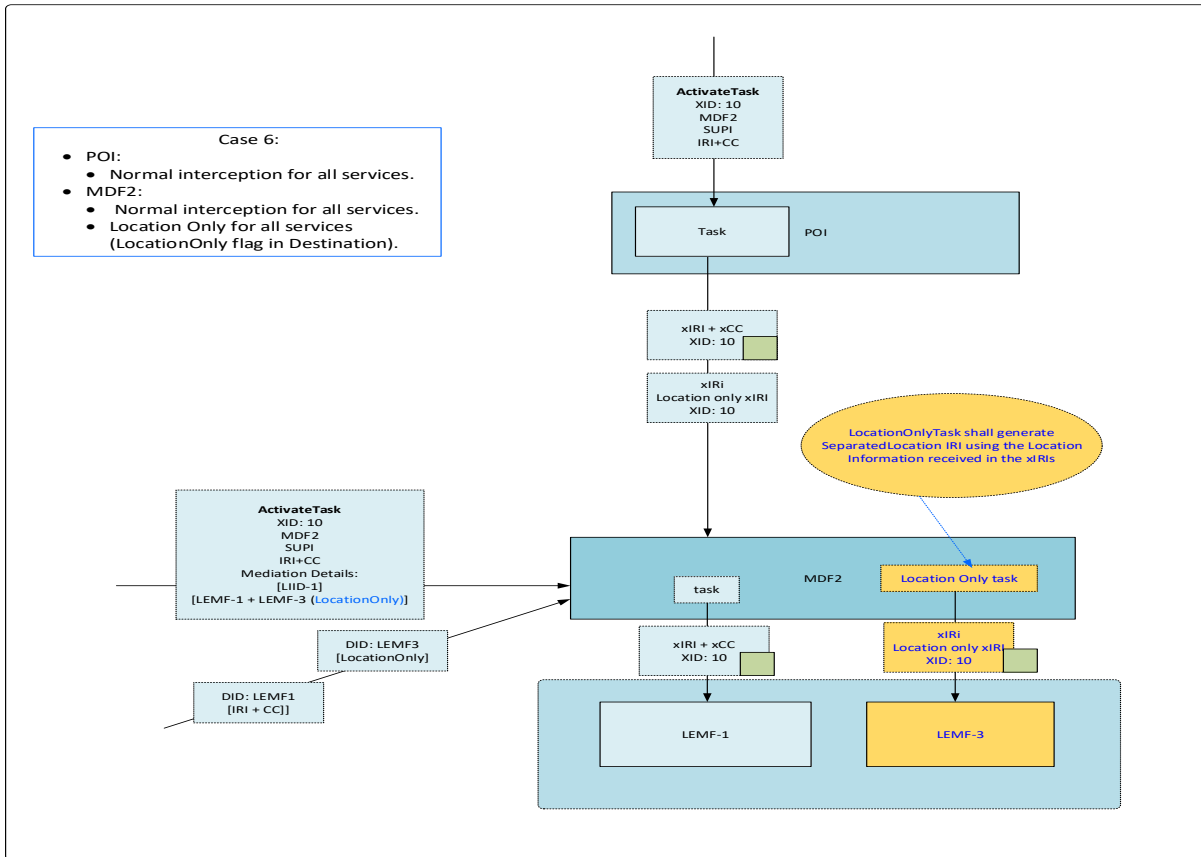 ActivateTask
XID: 10
MDF2
SUPI
IRI+CC
Case 6:
• POI:
• Normal interception for all services.
• MDF2:
• Normal interception for all services.
• Location Only for all services
(LocationOnly flag in Destination).
Task
POI
xIRI + xCC
XID: 10
xIRi
Location only xIRI
XID: 10
LocationOnlyTask shall generate
SeparatedLocation IRI using the Location
Information received in the xIRIs
ActivateTask
XID: 10
MDF2
SUPI
IRI+CC
Mediation Details:
[LIID-1]
[LEMF-1 + LEMF-3 (LocationOnly)]
MDF2
task
Location Only task
DID: LEMF3
[LocationOnly]
DID: LEMF1
[IRI + CC]]
xIRI + xCC
XID: 10
xIRi
Location only xIRI
XID: 10
LEMF-1
LEMF-3